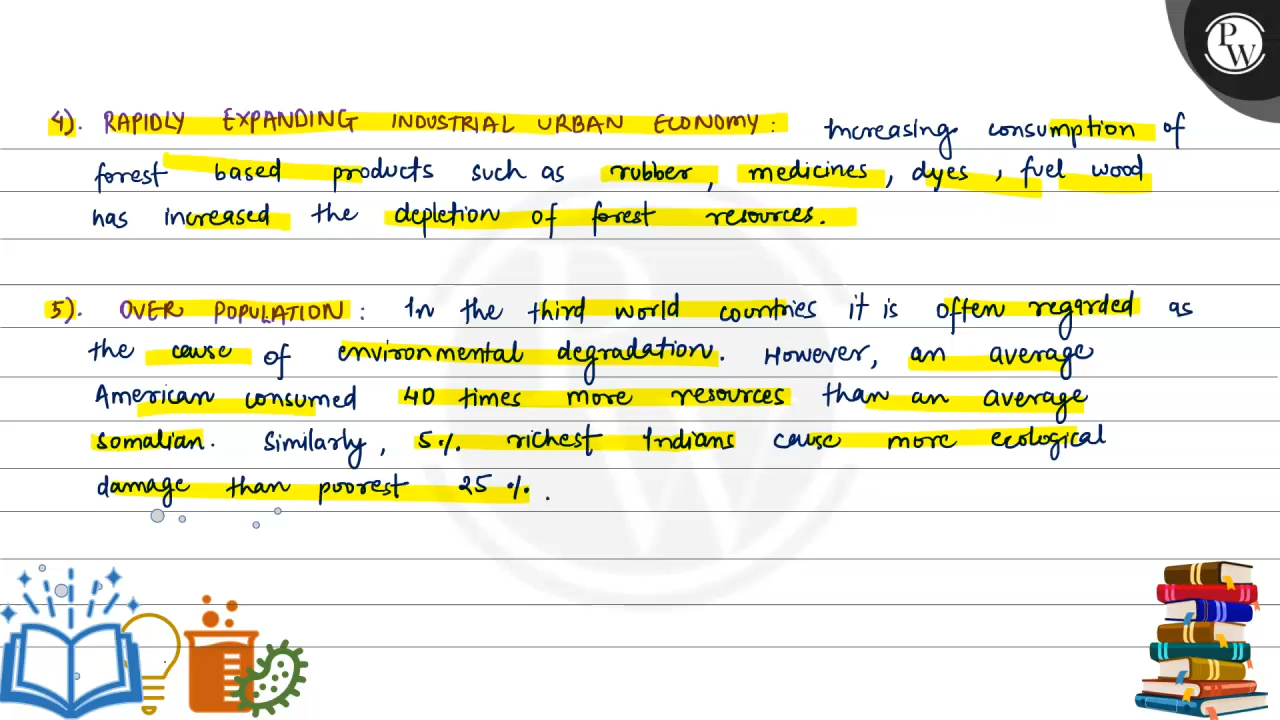 PW
4). RAPIDLY EXPANDING INDUSTRIAL URBAN ECONOMY : Increasing consumption of
forest based products such as rubber, medicines, dyes, fuel wood
has increased the depletion of forest resources.
5). OVER POPULATION : In the third world countries it is often regarded as
the cause of environmental degradation. However, an average
American consumed 40 times more resources than an average
somalian. Similarly, 5% richest Indians cause more ecological
damage than poorest 25%.